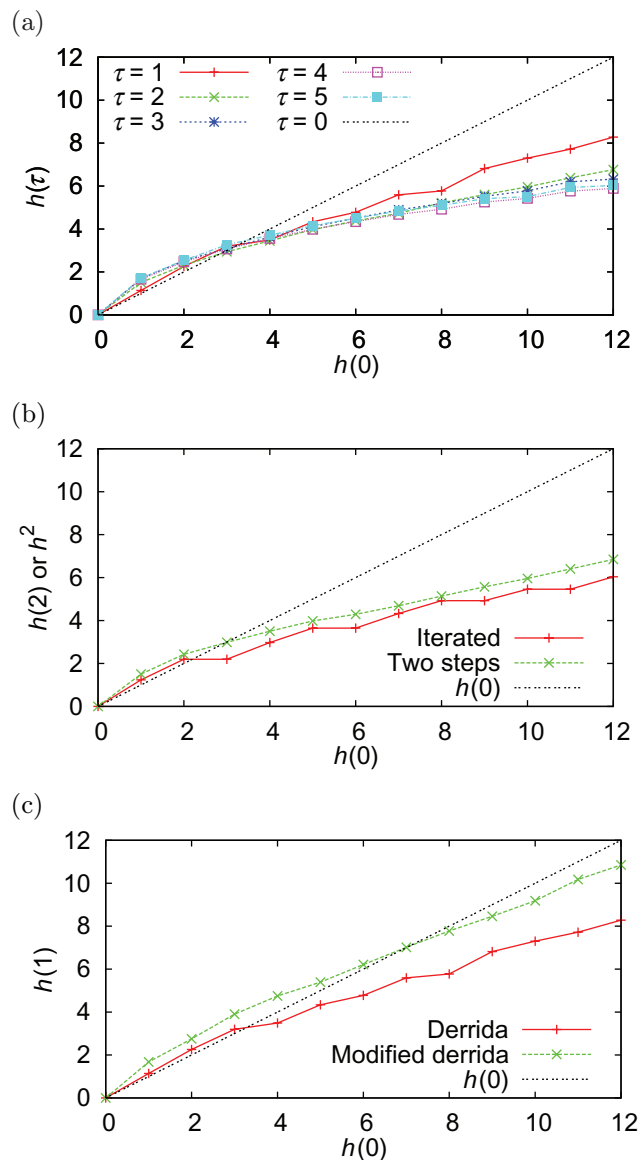 (a)
12
10
8
6
4
2
0
h(τ)
τ = 1
τ = 2
τ = 3
τ = 4
τ = 5
τ = 0
0 2 4 6 8 10 12
h(0)
(b)
12
10
8
6
4
2
0
h(2) or h²
Iterated
Two steps
h(0)
0 2 4 6 8 10 12
h(0)
(c)
12
10
8
6
4
2
0
h(1)
Derrida
Modified derrida
h(0)
0 2 4 6 8 10 12
h(0)